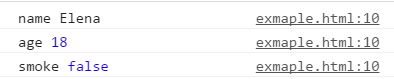 name Elena exmaple.html:10
age 18 exmaple.html:10
smoke false exmaple.html:10